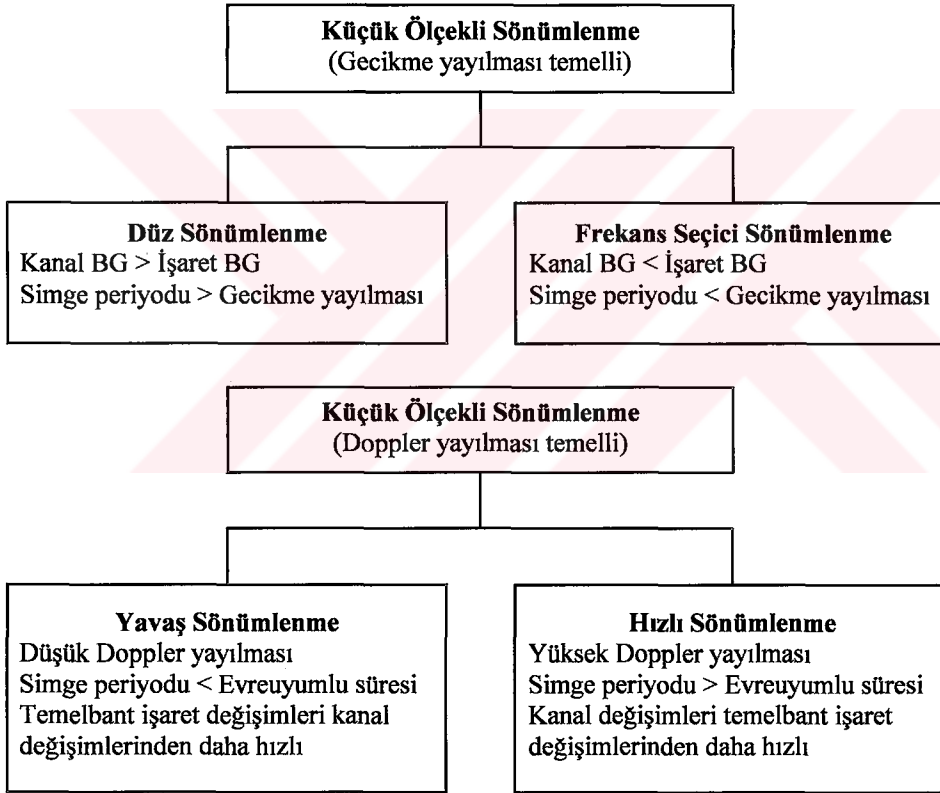 Küçük Ölçekli Sönümlenme
(Gecikme yayılması temelli)
Düz Sönümlenme
Kanal BG > İşaret BG
Simge periyodu > Gecikme yayılması
Frekans Seçici Sönümlenme
Kanal BG < İşaret BG
Simge periyodu < Gecikme yayılması
Küçük Ölçekli Sönümlenme
(Doppler yayılması temelli)
Yavaş Sönümlenme
Düşük Doppler yayılması
Simge periyodu < Evreuyumlu süresi
Temelbant işaret değişimleri kanal
değişimlerinden daha hızlı
Hızlı Sönümlenme
Yüksek Doppler yayılması
Simge periyodu > Evreuyumlu süresi
Kanal değişimleri temelbant işaret
değişimlerinden daha hızlı